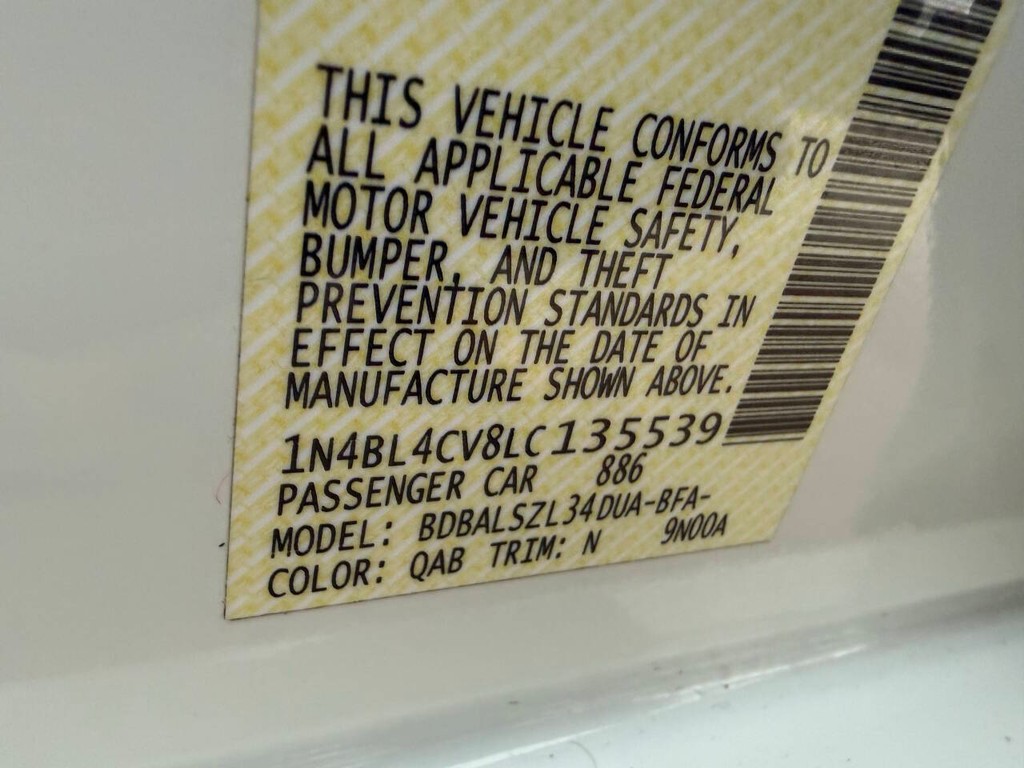 THIS VEHICLE CONFORMS TO
ALL APPLICABLE FEDERAL
MOTOR VEHICLE SAFETY,
BUMPER, AND THEFT
PREVENTION STANDARDS IN
EFFECT ON THE DATE OF
MANUFACTURE SHOWN ABOVE.
1N4BL4CV8LC135539
PASSENGER CAR 886
MODEL: BDBALSZL34DUA-BFA-
9N00A
COLOR: QAB TRIM: N